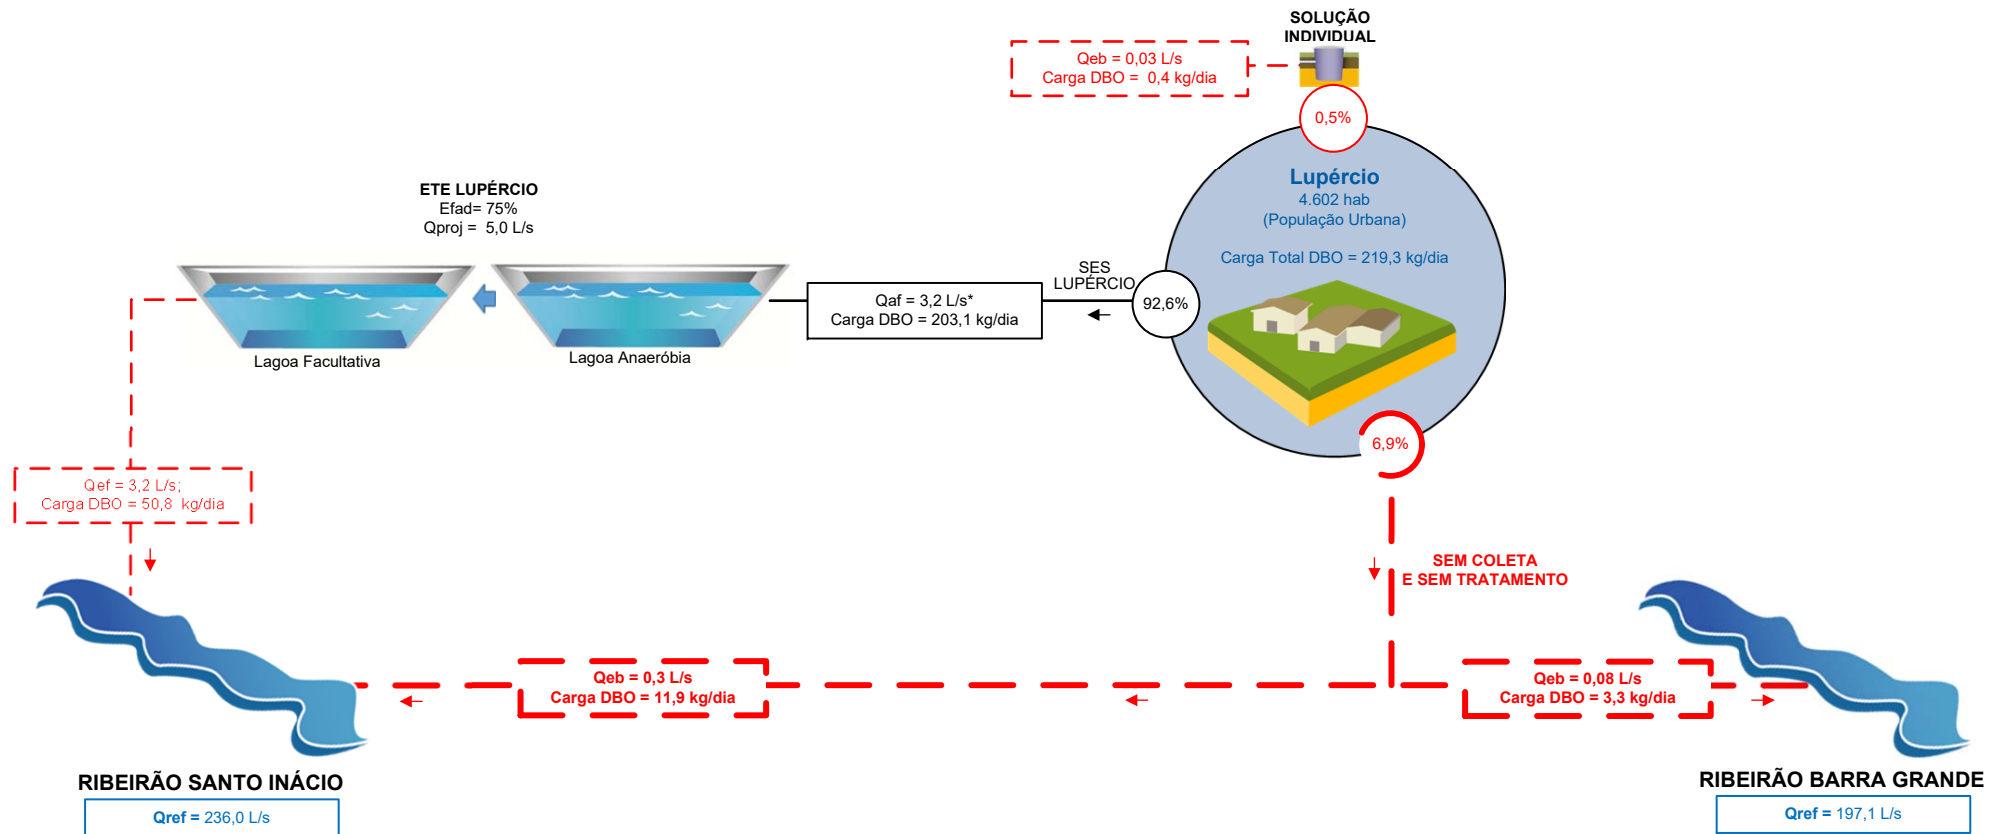 SOLUÇÃO
INDIVIDUAL
Qeb = 0,03 L/s
Carga DBO = 0,4 kg/dia
0,5%
Lupércio
4.602 hab
(População Urbana)
Carga Total DBO = 219,3 kg/dia
ETE LUPÉRCIO
Efad= 75%
Qproj = 5,0 L/s
SES
LUPÉRCIO
92,6%
Qaf = 3,2 L/s*
Carga DBO = 203,1 kg/dia
Lagoa Facultativa
Lagoa Anaeróbia
6,9%
Qef = 3,2 L/s;
Carga DBO = 50,8 kg/dia
SEM COLETA
E SEM TRATAMENTO
Qeb = 0,3 L/s
Carga DBO = 11,9 kg/dia
Qeb = 0,08 L/s
Carga DBO = 3,3 kg/dia
RIBEIRÃO SANTO INÁCIO
Qref = 236,0 L/s
RIBEIRÃO BARRA GRANDE
Qref = 197,1 L/s